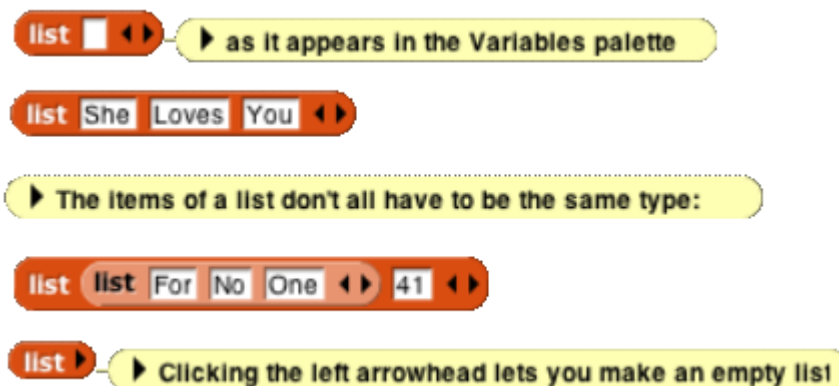 list as it appears in the Variables palette
list She Loves You
The items of a list don't all have to be the same type:
list list For No One 41
list Clicking the left arrowhead lets you make an empty list